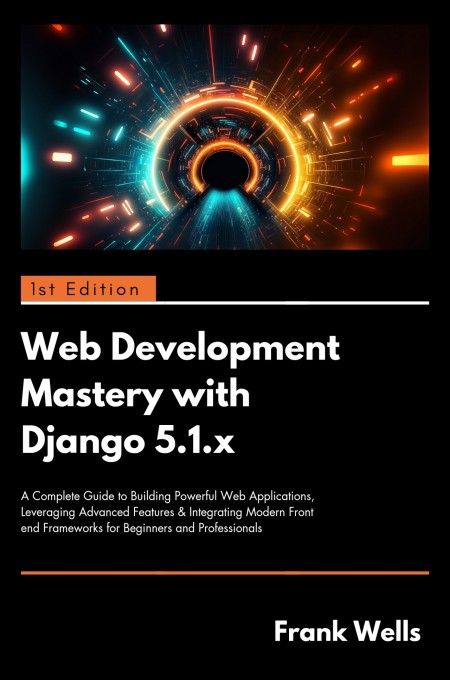 1st Edition
Web Development
Mastery with
Django 5.1.x
A Complete Guide to Building Powerful Web Applications,
Leveraging Advanced Features & Integrating Modern Front
end Frameworks for Beginners and Professionals
Frank Wells